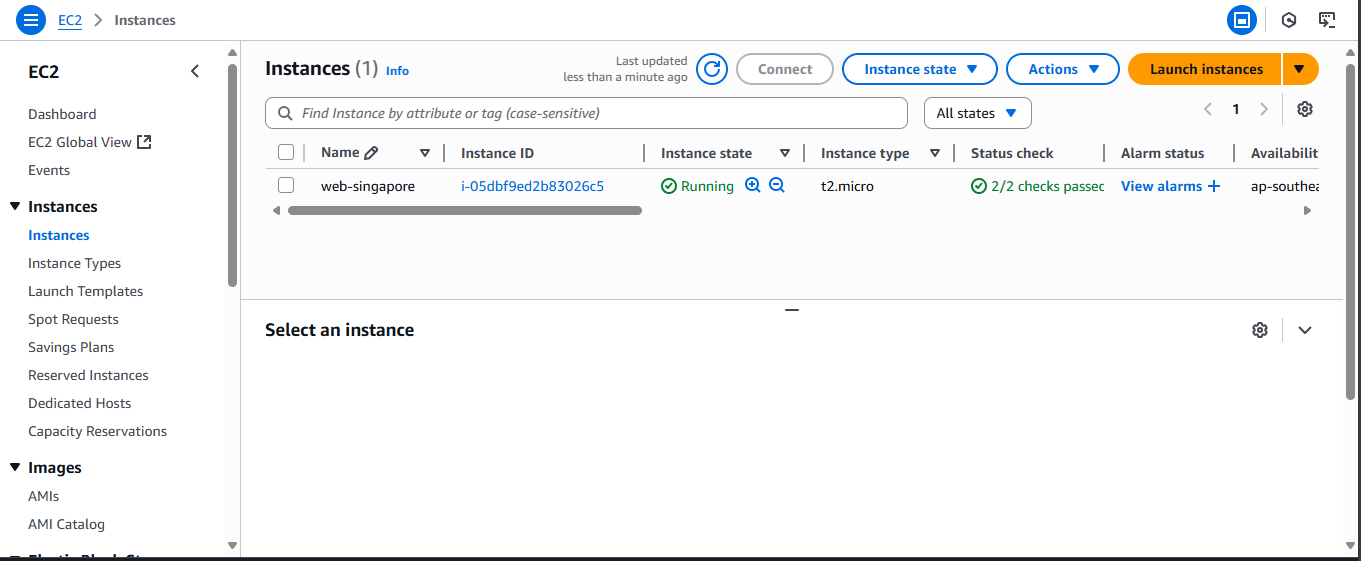 EC2 > Instances
EC2
Dashboard
EC2 Global View
Events
Instances
Instances
Instance Types
Launch Templates
Spot Requests
Savings Plans
Reserved Instances
Dedicated Hosts
Capacity Reservations
Images
AMIs
AMI Catalog
Instances (1) Info
Last updated
less than a minute ago
Connect
Instance state
Actions
Launch instances
Find Instance by attribute or tag (case-sensitive)
All states
1
Name Instance ID Instance state Instance type Status check Alarm status Availabilit
web-singapore i-05dbf9ed2b83026c5 Running t2.micro 2/2 checks passed View alarms + ap-southea
Select an instance